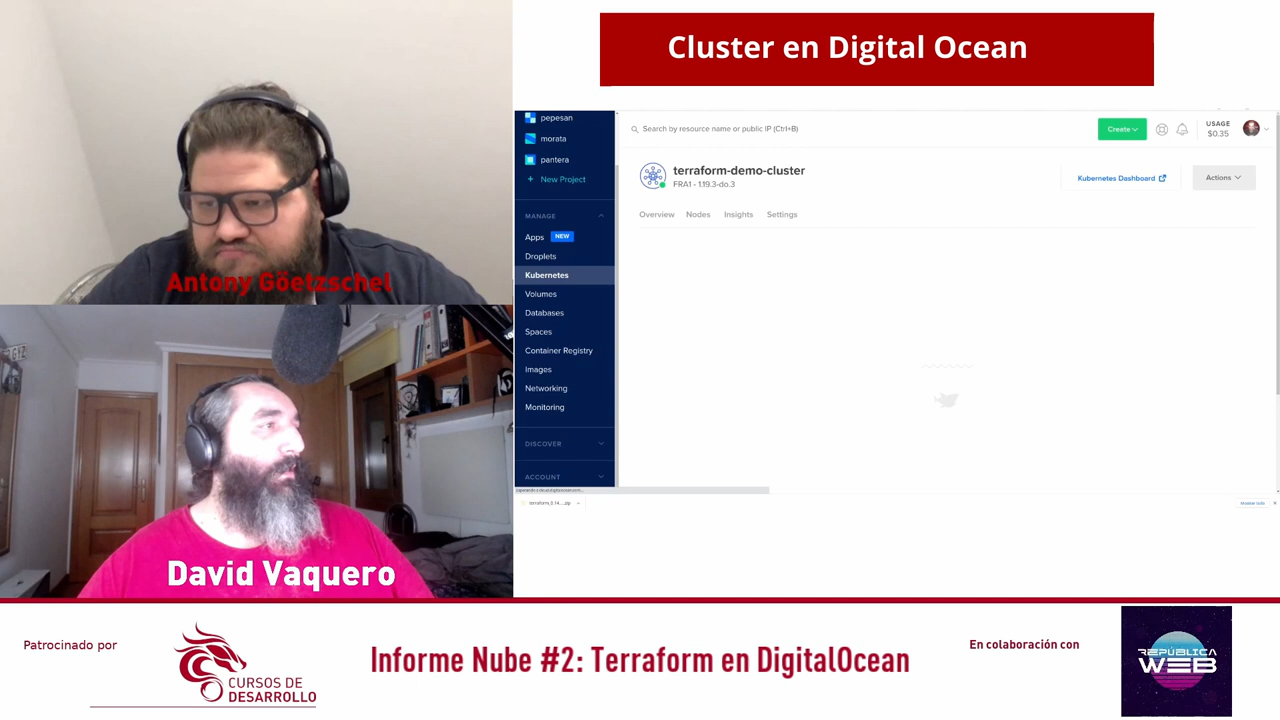 Cluster en Digital Ocean
Antony Göetzschel
David Vaquero
pepesan
morata
pantera
+ New Project
MANAGE
Apps NEW
Droplets
Kubernetes
Volumes
Databases
Spaces
Container Registry
Images
Networking
Monitoring
DISCOVER
ACCOUNT
Search by resource name or public IP (Ctrl+B)
Create
USAGE
$0.35
terraform-demo-cluster
FRA1 - 1.19.3-do.3
Kubernetes Dashboard
Actions
Overview Nodes Insights Settings
Patrocinado por
CURSOS DE
DESARROLLO
Informe Nube #2: Terraform en DigitalOcean
En colaboración con
REPÚBLICA
WEB